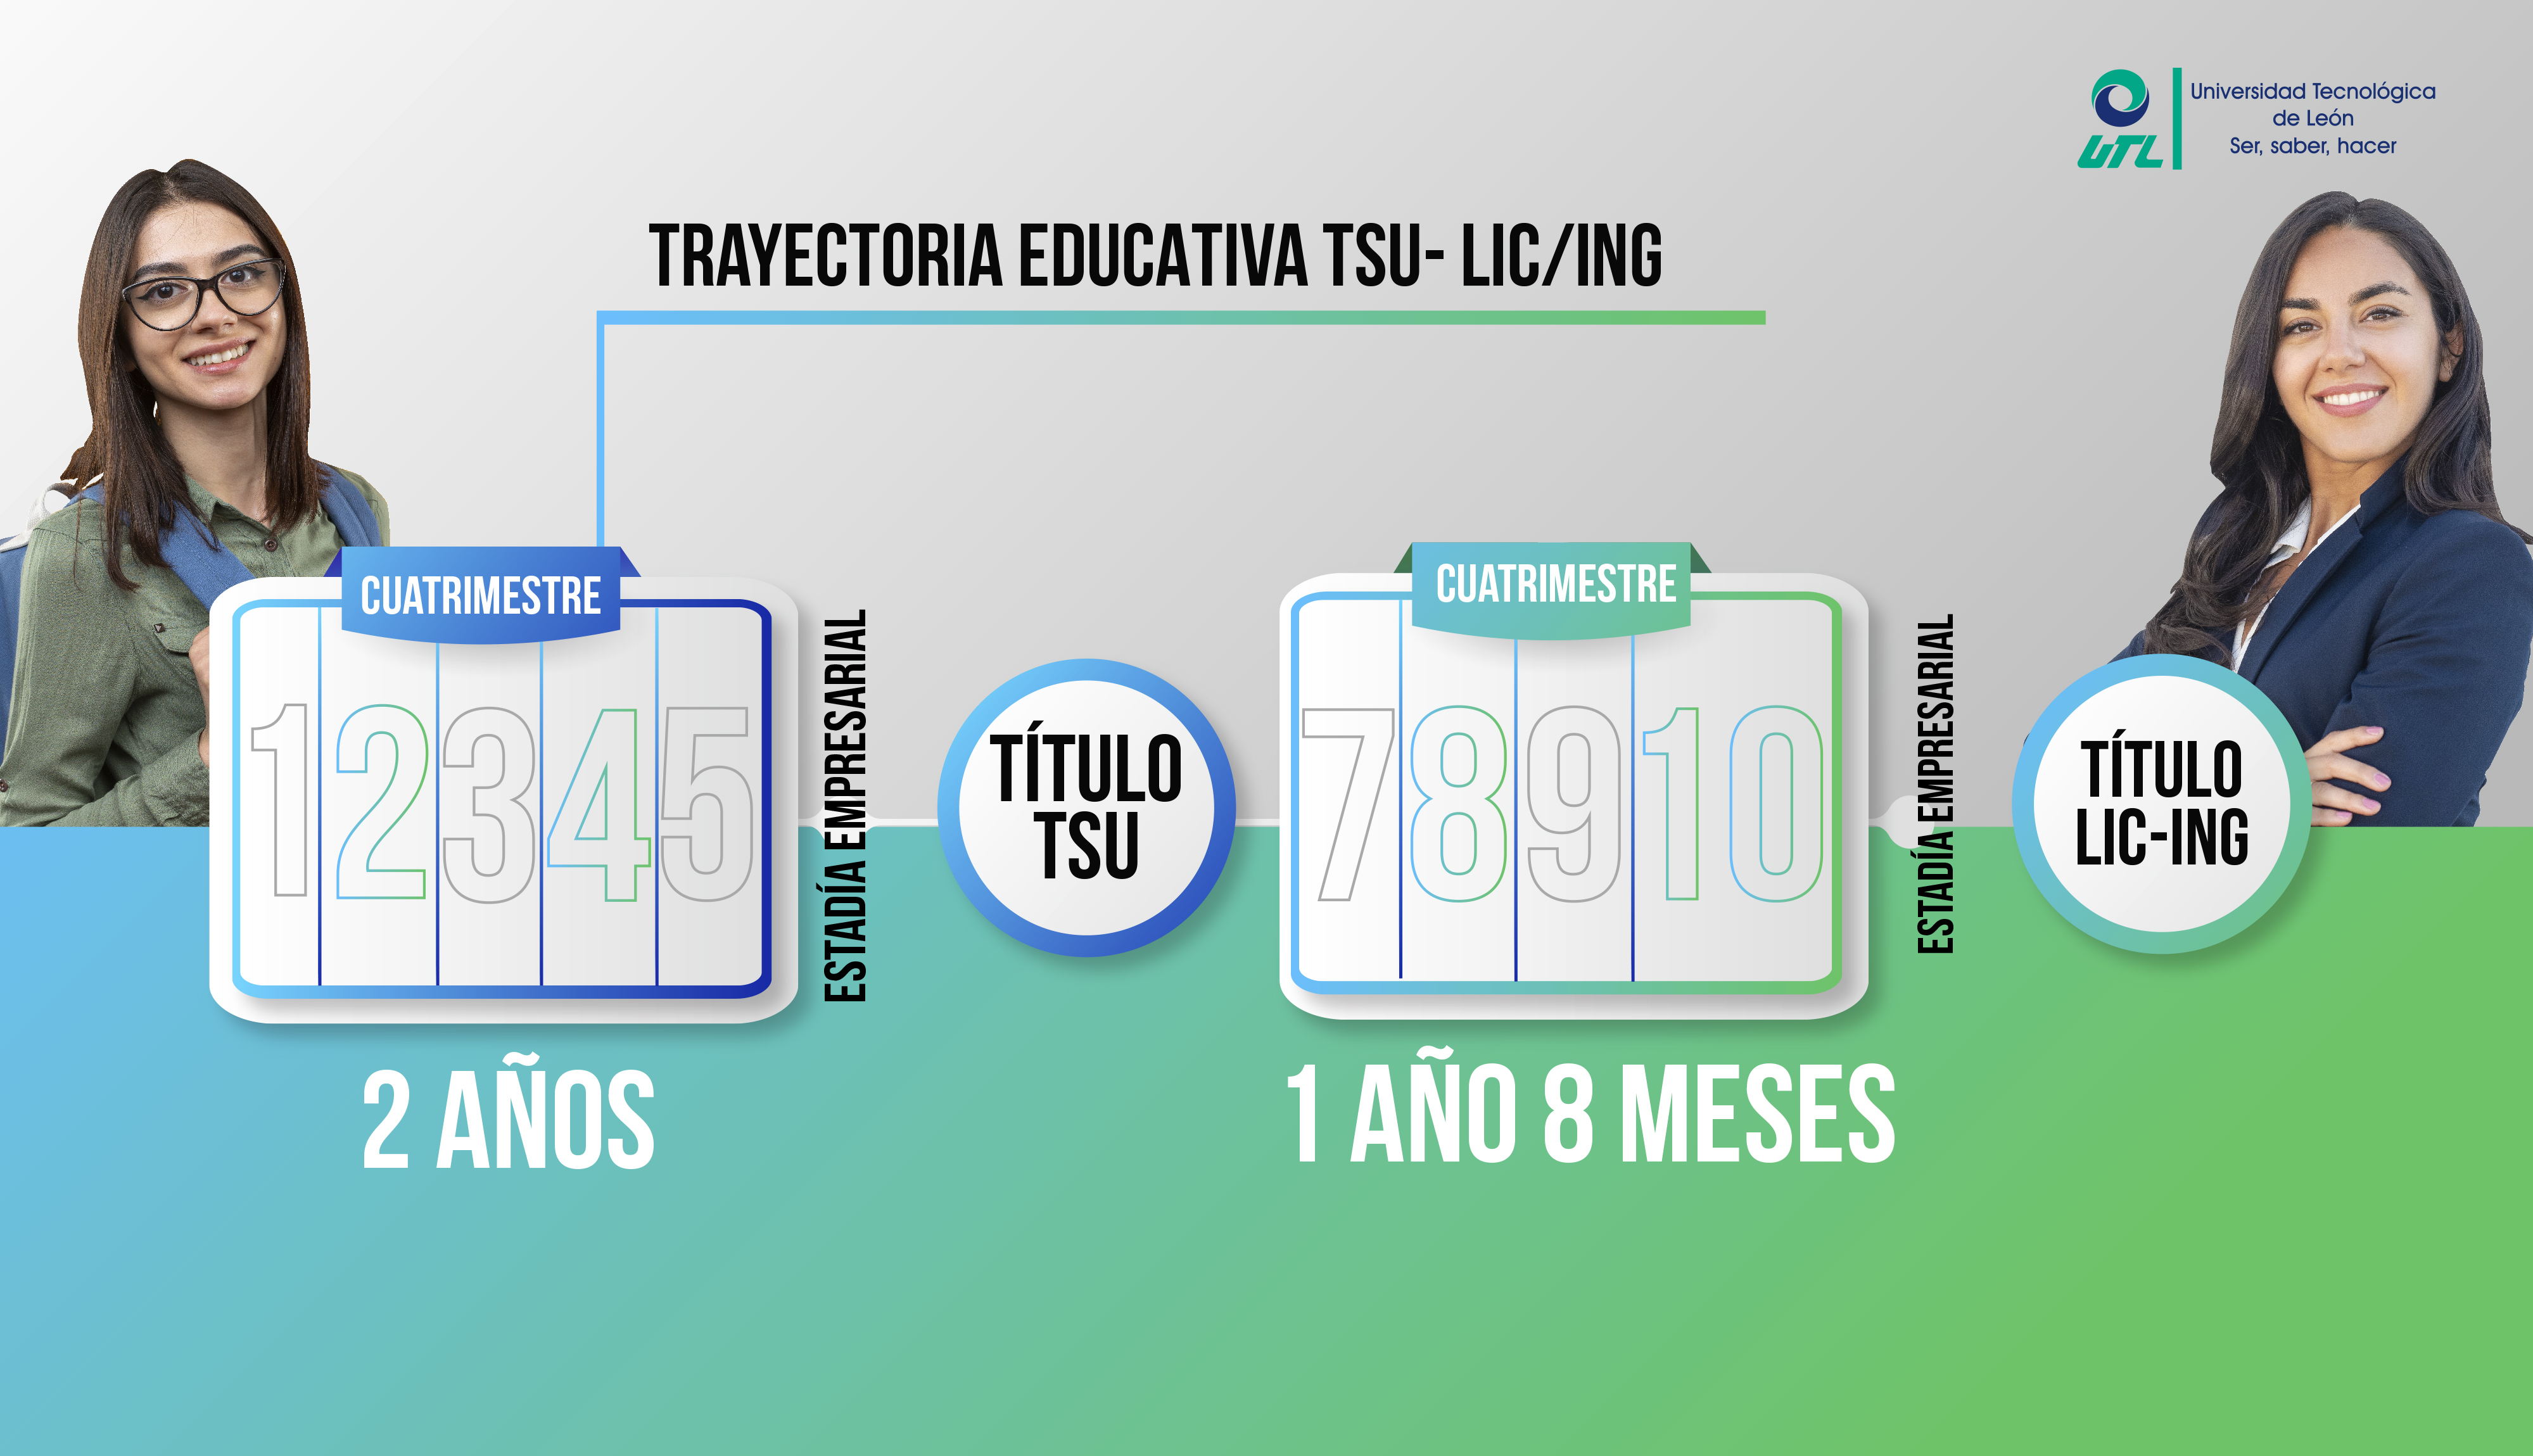 UTL
Universidad Tecnológica
de León
Ser, saber, hacer
TRAYECTORIA EDUCATIVA TSU- LIC/ING
CUATRIMESTRE
1 2 3 4 5
ESTADÍA EMPRESARIAL
TÍTULO
TSU
CUATRIMESTRE
7 8 9 10
ESTADÍA EMPRESARIAL
TÍTULO
LIC-ING
2 AÑOS
1 AÑO 8 MESES